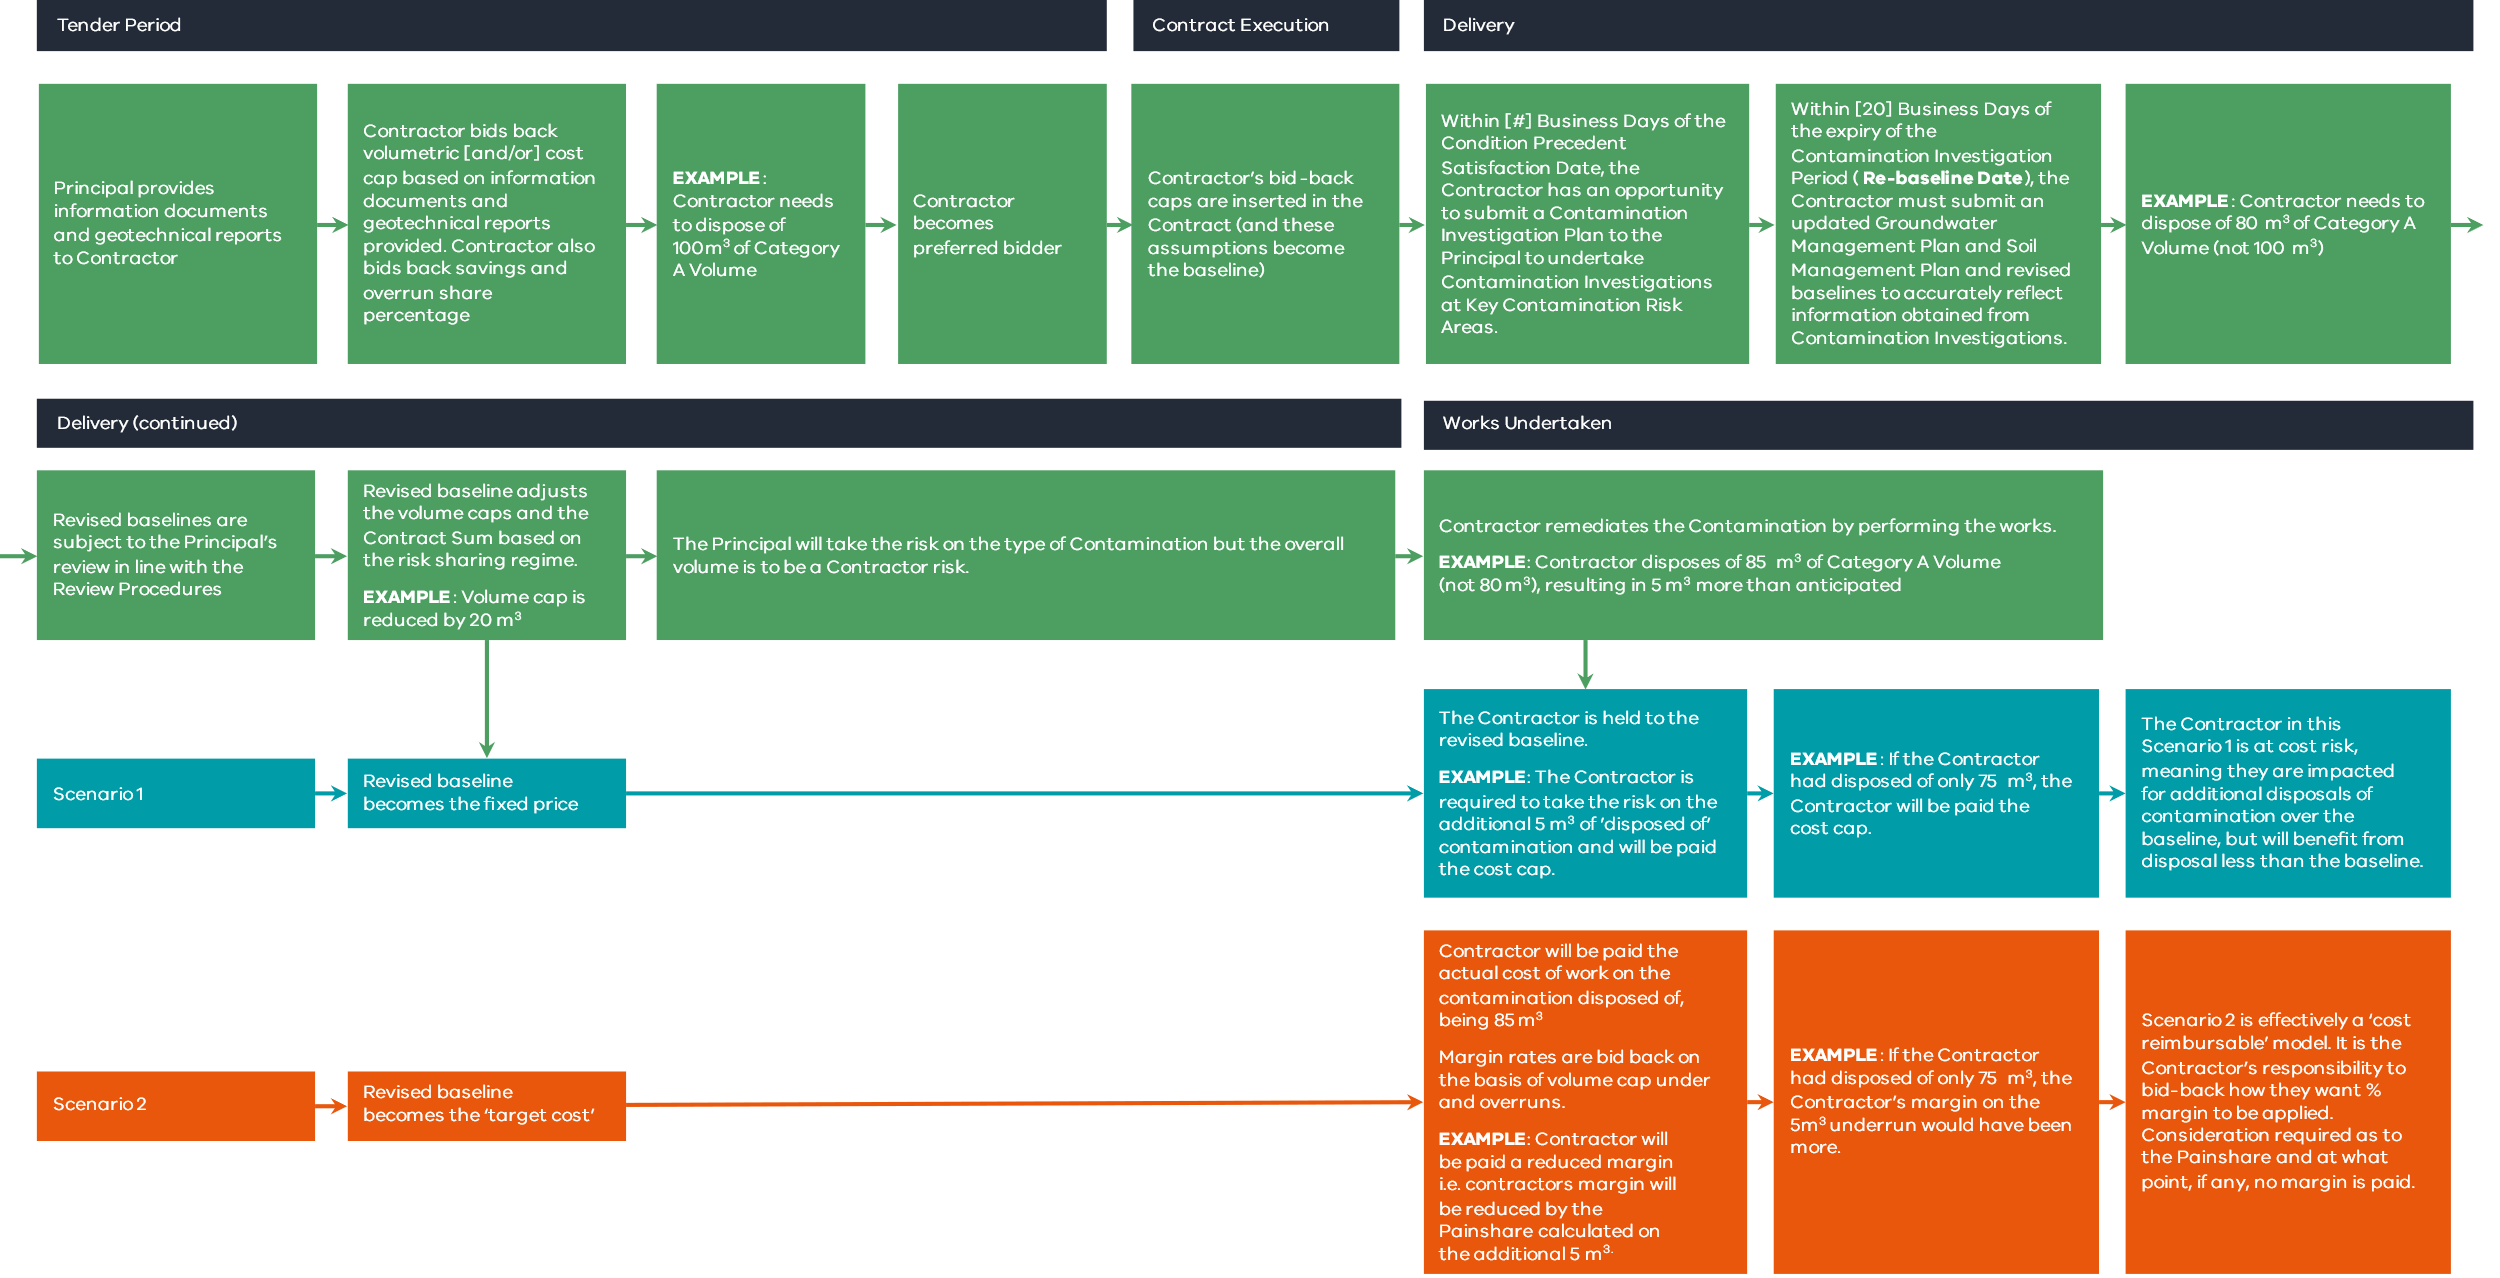 Tender Period
Contract Execution
Delivery
Principal provides
information documents
and geotechnical reports
to Contractor
Contractor bids back
volumetric [and/or] cost
cap based on information
documents and
geotechnical reports
provided. Contractor also
bids back savings and
overrun share
percentage
EXAMPLE:
Contractor needs
to dispose of
100m³ of Category
A Volume
Contractor
becomes
preferred bidder
Contractor’s bid-back
caps are inserted in the
Contract (and these
assumptions become
the baseline)
Within [#] Business Days of the
Condition Precedent
Satisfaction Date, the
Contractor has an opportunity
to submit a Contamination
Investigation Plan to the
Principal to undertake
Contamination Investigations
at Key Contamination Risk
Areas.
Within [20] Business Days of
the expiry of the
Contamination Investigation
Period ( Re-baseline Date), the
Contractor must submit an
updated Groundwater
Management Plan and Soil
Management Plan and revised
baselines to accurately reflect
information obtained from
Contamination Investigations.
EXAMPLE: Contractor needs to
dispose of 80 m³ of Category A
Volume (not 100 m³)
Delivery (continued)
Works Undertaken
Revised baselines are
subject to the Principal’s
review in line with the
Review Procedures
Revised baseline adjusts
the volume caps and the
Contract Sum based on
the risk sharing regime.
EXAMPLE: Volume cap is
reduced by 20 m³
The Principal will take the risk on the type of Contamination but the overall
volume is to be a Contractor risk.
Contractor remediates the Contamination by performing the works.
EXAMPLE: Contractor disposes of 85 m³ of Category A Volume
(not 80 m³), resulting in 5 m³ more than anticipated
Scenario 1
Revised baseline
becomes the fixed price
The Contractor is held to the
revised baseline.
EXAMPLE: The Contractor is
required to take the risk on the
additional 5 m³ of ‘disposed of’
contamination and will be paid
the cost cap.
EXAMPLE: If the Contractor
had disposed of only 75 m³, the
Contractor will be paid the
cost cap.
The Contractor in this
Scenario 1 is at cost risk,
meaning they are impacted
for additional disposals of
contamination over the
baseline, but will benefit from
disposal less than the baseline.
Scenario 2
Revised baseline
becomes the ‘target cost’
Contractor will be paid the
actual cost of work on the
contamination disposed of,
being 85 m³
Margin rates are bid back on
the basis of volume cap under
and overruns.
EXAMPLE: Contractor will
be paid a reduced margin
i.e. contractors margin will
be reduced by the
Painshare calculated on
the additional 5 m³.
EXAMPLE: If the Contractor
had disposed of only 75 m³, the
Contractor’s margin on the
5m³ underrun would have been
more.
Scenario 2 is effectively a ‘cost
reimbursable’ model. It is the
Contractor’s responsibility to
bid-back how they want %
margin to be applied.
Consideration required as to
the Painshare and at what
point, if any, no margin is paid.